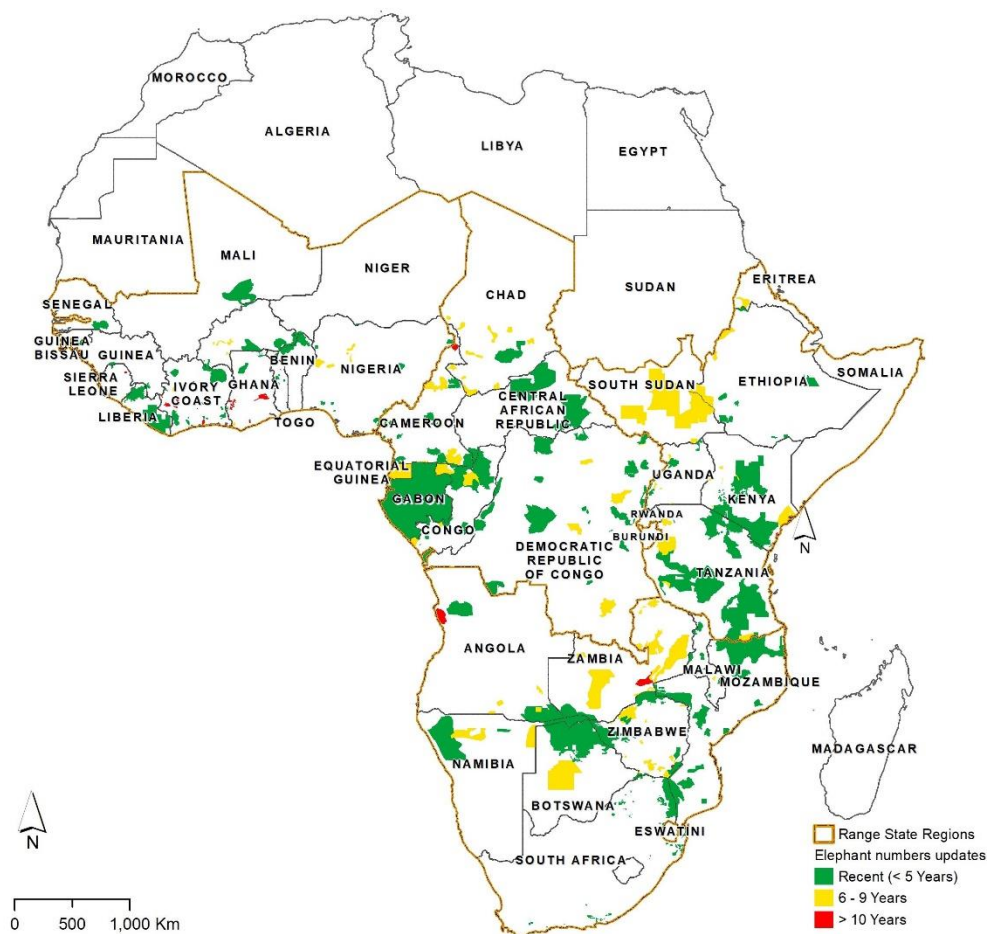 MOROCCO
ALGERIA
LIBYA
EGYPT
MAURITANIA
MALI
NIGER
CHAD
SUDAN
ERITREA
SENEGAL
GUINEA
BISSAU
GUINEA
SIERRA
LEONE
LIBERIA
IVORY
COAST
GHANA
TOGO
BENIN
NIGERIA
CAMEROON
CENTRAL
AFRICAN
REPUBLIC
SOUTH SUDAN
ETHIOPIA
SOMALIA
EQUATORIAL
GUINEA
GABON
CONGO
DEMOCRATIC
REPUBLIC
OF CONGO
UGANDA
KENYA
RWANDA
BURUNDI
TANZANIA
N
ANGOLA
ZAMBIA
MALAWI
MOZAMBIQUE
ZIMBABWE
MADAGASCAR
NAMIBIA
BOTSWANA
ESWATINI
SOUTH AFRICA
N
0 500 1,000 Km
Range State Regions
Elephant numbers updates
Recent (< 5 Years)
6 - 9 Years
> 10 Years